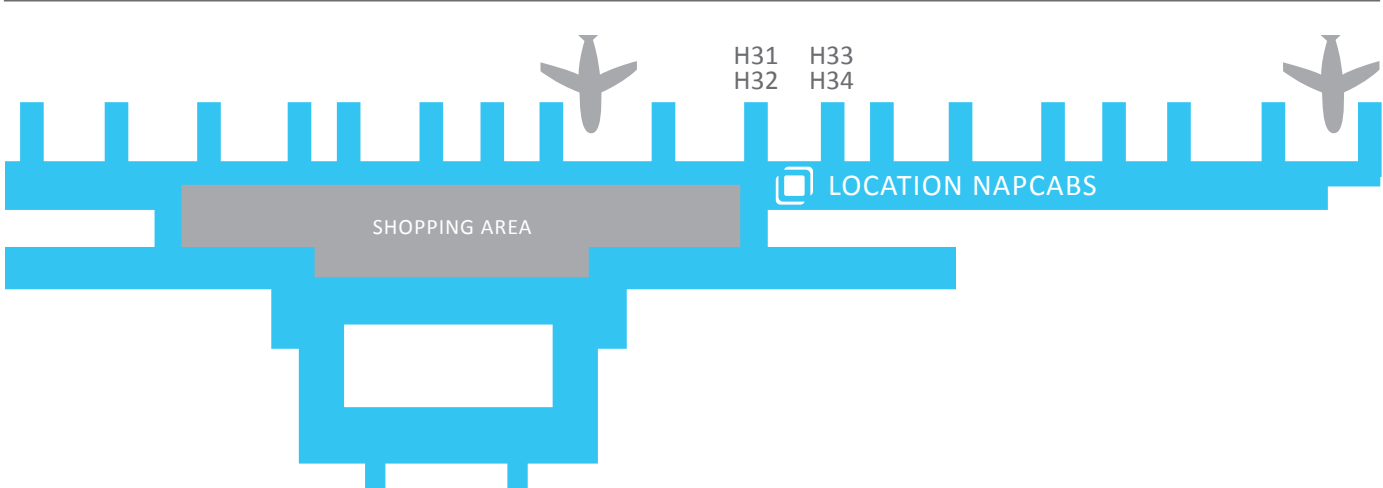 H31 H33
H32 H34
LOCATION NAPCABS
SHOPPING AREA